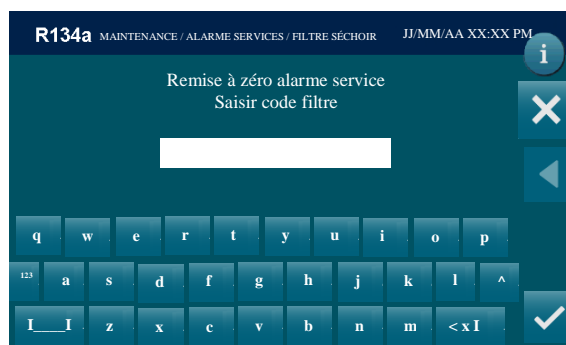 R134a MAINTENANCE / ALARME SERVICES / FILTRE SÉCHOIR JJ/MM/AA XX:XX PM
i
Remise à zéro alarme service
Saisir code filtre
q w e r t y u i o p
123 a s d f g h j k l ^
I___I z x c v b n m < x I